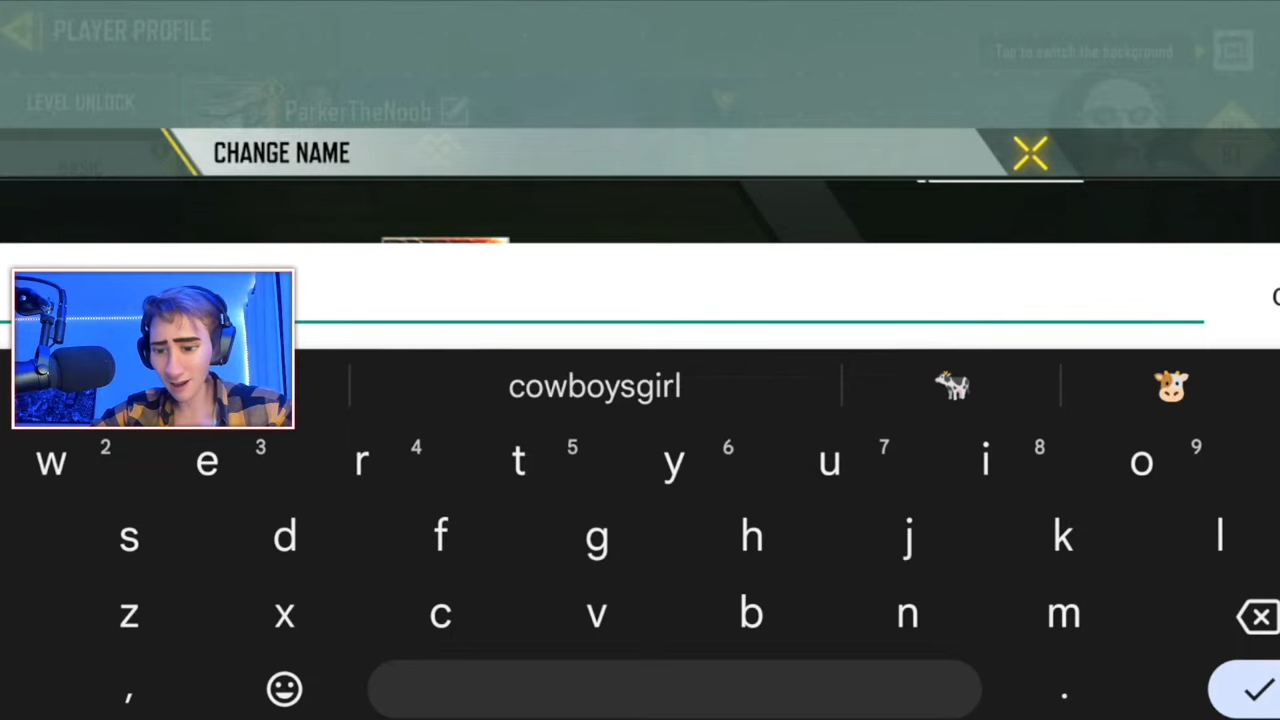 PLAYER PROFILE
Tap to switch the background
LEVEL UNLOCK
ParkerTheNoob
BASIC
CHANGE NAME
cowboysgirl 🐄 🐮
w 2 e 3 r 4 t 5 y 6 u 7 i 8 o 9
s d f g h j k l
z x c v b n m
, .